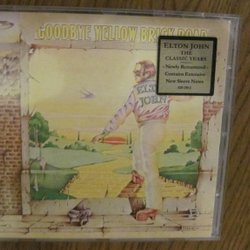 GOODBYE YELLOW BRICK ROAD
ELTON JOHN
THE
CLASSIC YEARS
Newly Remastered
Contains Extensive
New Sleeve Notes
ELTON
JOHN